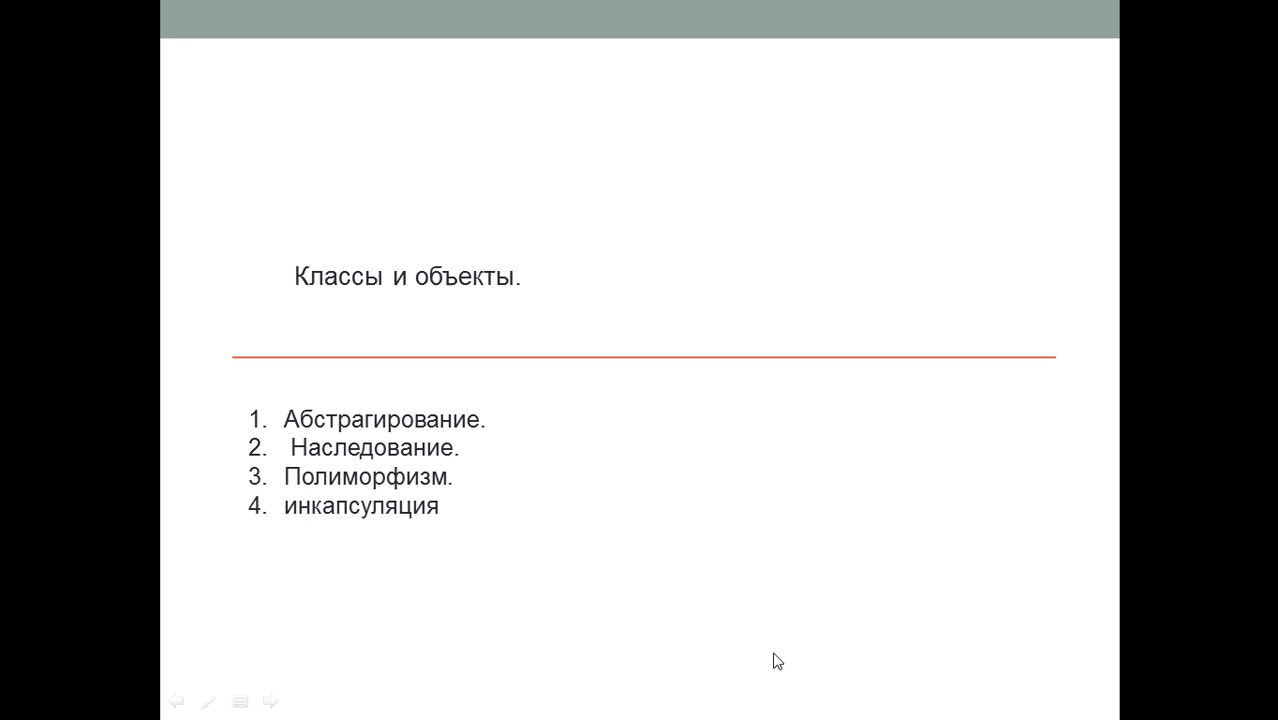 Классы и объекты.
1. Абстрагирование.
2. Наследование.
3. Полиморфизм.
4. инкапсуляция